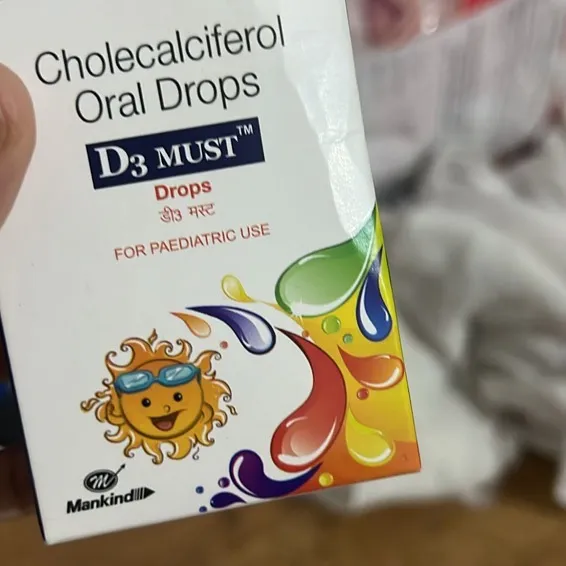 Cholecalciferol
Oral Drops
D3 MUST™
Drops
डी3 मस्ट
FOR PAEDIATRIC USE
m
Mankind